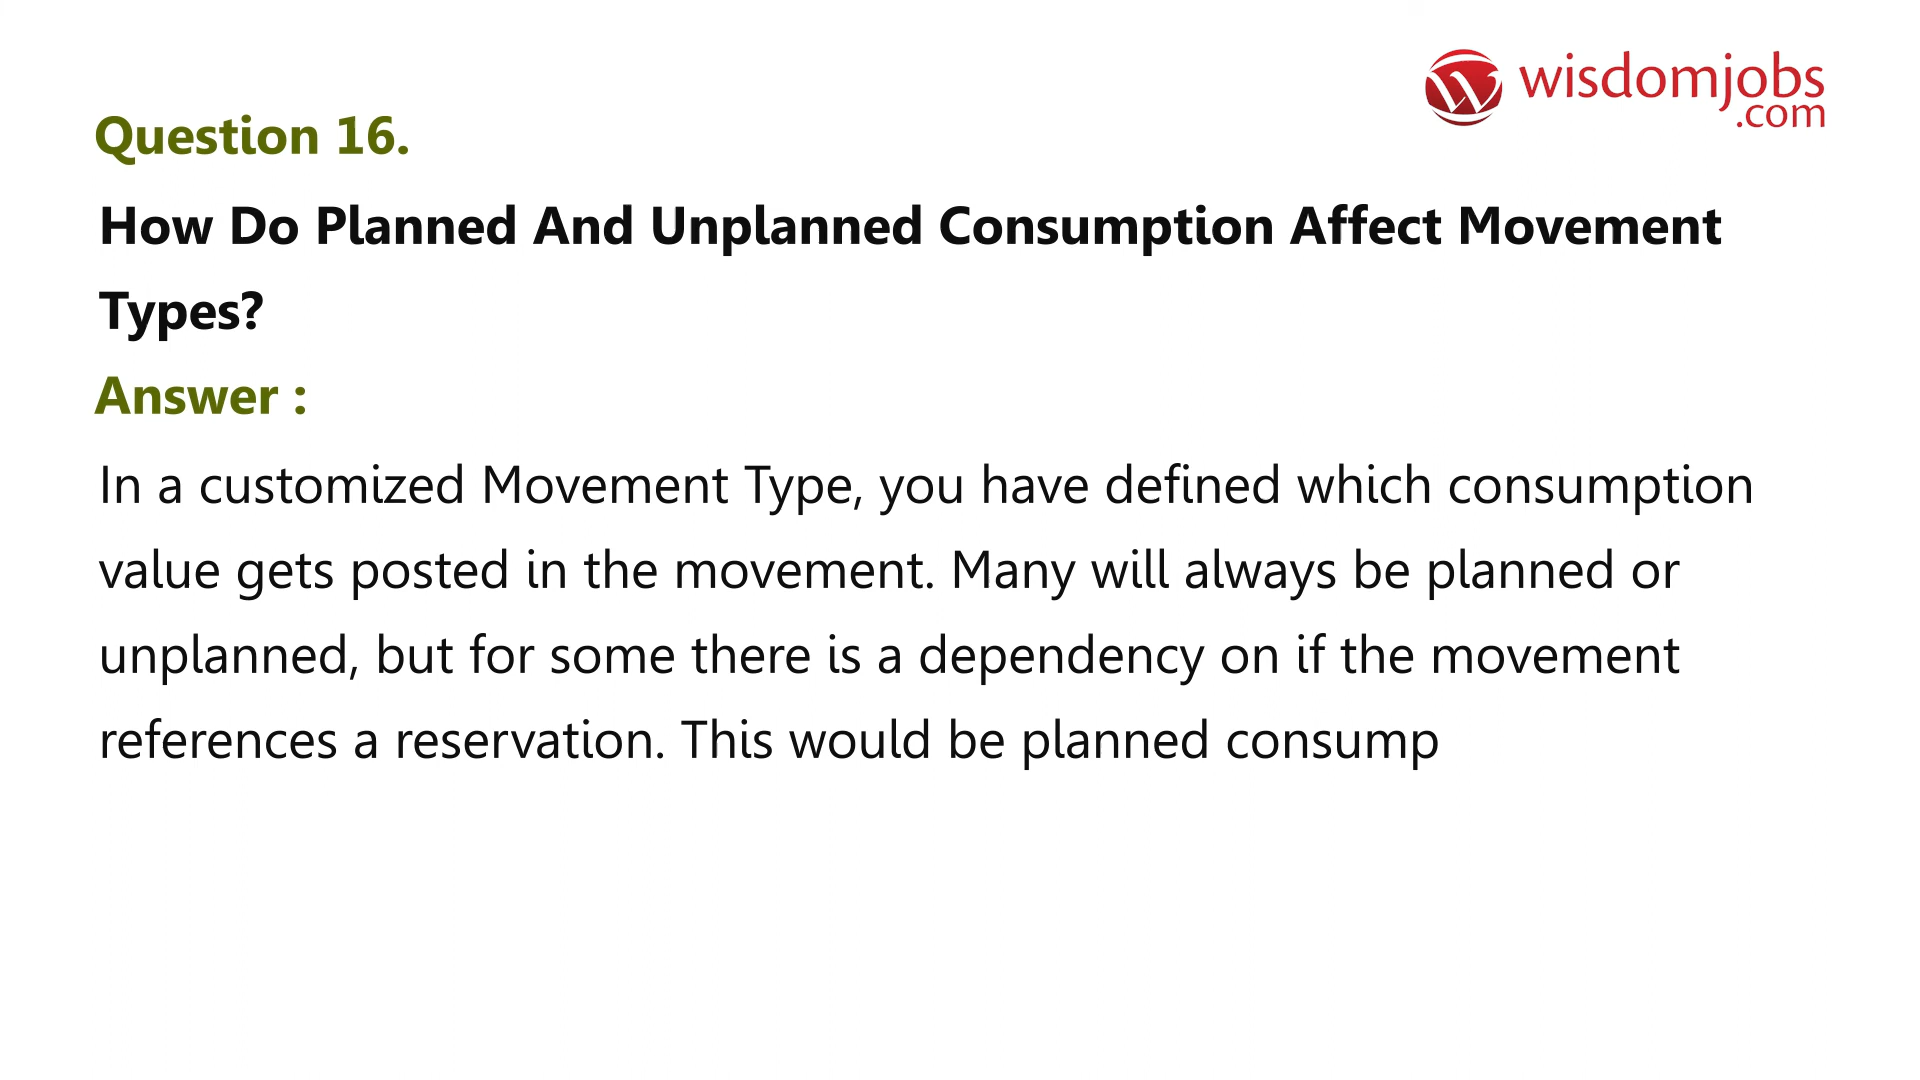 wisdomjobs
.com
Question 16.
How Do Planned And Unplanned Consumption Affect Movement
Types?
Answer :
In a customized Movement Type, you have defined which consumption
value gets posted in the movement. Many will always be planned or
unplanned, but for some there is a dependency on if the movement
references a reservation. This would be planned consump